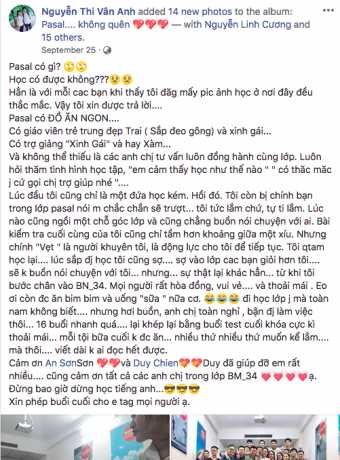 Nguyễn Thị Vân Anh added 14 new photos to the album:
Pasal.... không quên 💖💖💖 — with Nguyễn Linh Cương and
15 others.
September 25
Pasal có gì? 🙄🙄
Học có được không???😢😢
Hẳn là với mỗi cac bạn khi thấy tôi đăg mấy pic ảnh học ở nơi đây đều
thắc mắc. Vậy tôi xin được trả lời....
Pasal có ĐỒ ĂN NGON...
Có giáo viên trẻ trung đẹp Trai ( Sắp đeo gông) và xinh gái...
Có trợ giảng "Xinh Gái" và hay Xàm...
Và không thể thiếu là các anh chị tư vấn luôn đồng hành cùng lớp. Luôn
hỏi thăm tình hình học tập, "em cảm thấy học như thế nào " " có thăc mắc
j cứ gọi chị trợ giúp nhé "....
Lúc đầu tôi cũng chỉ là một đứa học kém. Hồi đó. Tôi còn bị chính bạn
trong lớp pasal nói m chắc chắn sẽ trượt... tôi tức lắm chứ, tự ti lắm. Lúc
nào cũng ngồi một chỗ góc lớp và cũng chẳng buồn nói chuyện với ai. Bài
kiểm tra cuối cùng của tôi cũng chỉ tầm hơn khoảng giữa một xíu. Nhưng
chính "Vẹt " là người khuyên tôi, là động lực cho tôi để tiếp tục. Tôi qtam
học lại.... lúc sắp đj học tôi cũng sợ.... sợ vào lớp cac bạn giỏi hơn tôi....
sẽ k buồn nói chuyện với tôi... nhưng... sự thật lại khác hẳn... từ khi tôi
bước chân vào BN_34. Mọi người rất hòa đồng, vui vẻ.... và thoải mái . Eo
ơi còn đc ăn bim bim và uống "sữa " nữa cơ. 😂😂😂 đi học lớp j mà toàn
nam không biết.... nhưng hơi buồn, anh chị toàn nghỉ , bận đj làm việc
thôi... 16 buổi nhanh quá.... lại khép lại bằng buổi test cuối khóa cực kì
thoải mái... mỗi tội bữa cuối k đc ăn... nhiều thứ nhiều thứ muốn kể lắm....
mà thôi.... viết dài k ai đọc hết được.
Cảm ơn An SơnSơn 💖💖và Duy Chien💝💝Duy đã giúp đỡ em rất
nhiều.... cũng cảm ơn tất cả các anh chị trong lớp BM_34 💗💗💗💗ạ.
Đừng bao giờ dừng học tiếng anh...😎😎😎
Xin phép buổi cuối cho e tag mọi người ạ.